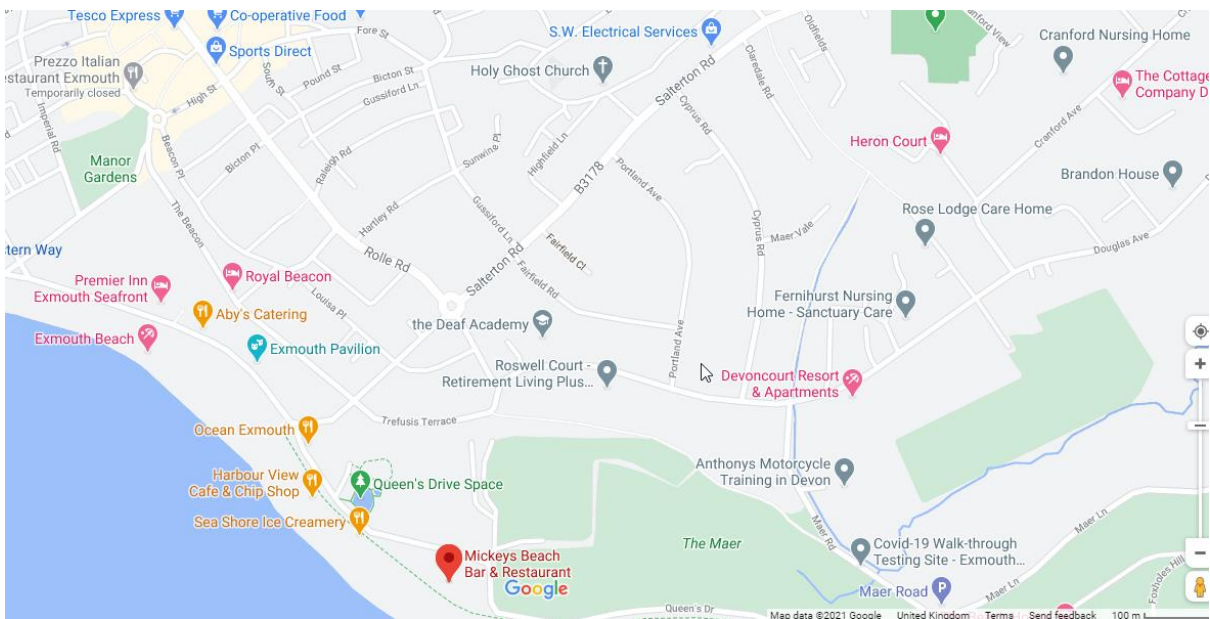 Tesco Express
Co-operative Food
Fore St
Sports Direct
Prezzo Italian
estaurant Exmouth
Temporarily closed
Imperial Rd
High St
South St
Pound St
Bicton St
Gussiford Ln
S.W. Electrical Services
Holy Ghost Church
Salterton Rd
Oldfields
Claredale Rd
Cranford View
Cranford Nursing Home
The Cottage
Company D
Cranford Ave
Manor
Gardens
Beacon Pl
Bicton Pl
Raleigh Rd
Sunwine Pl
Highfield Ln
B3178
Portland Ave
Cyprus Rd
Heron Court
Brandon House
The Beacon
Hartley Rd
Gussiford Ln
Fairfield Cl
Cyprus Rd
Maer Vale
Rose Lodge Care Home
Douglas Ave
tern Way
Rolle Rd
Salterton Rd
Fairfield Rd
Premier Inn
Exmouth Seafront
Royal Beacon
Louisa Pl
Aby's Catering
the Deaf Academy
Fernihurst Nursing
Home - Sanctuary Care
Exmouth Beach
Exmouth Pavilion
Portland Ave
Roswell Court -
Retirement Living Plus...
Devoncourt Resort
& Apartments
Trefusis Terrace
Ocean Exmouth
Harbour View
Cafe & Chip Shop
Queen's Drive Space
Anthonys Motorcycle
Training in Devon
Sea Shore Ice Creamery
Maer Rd
Maer Ln
The Maer
Covid-19 Walk-through
Testing Site - Exmouth...
Mickeys Beach
Bar & Restaurant
Google
Maer Road
Maer Ln
Foxholes Hill
Queen's Dr
Map data ©2021 Google United Kingdom Terms Send feedback 100 m